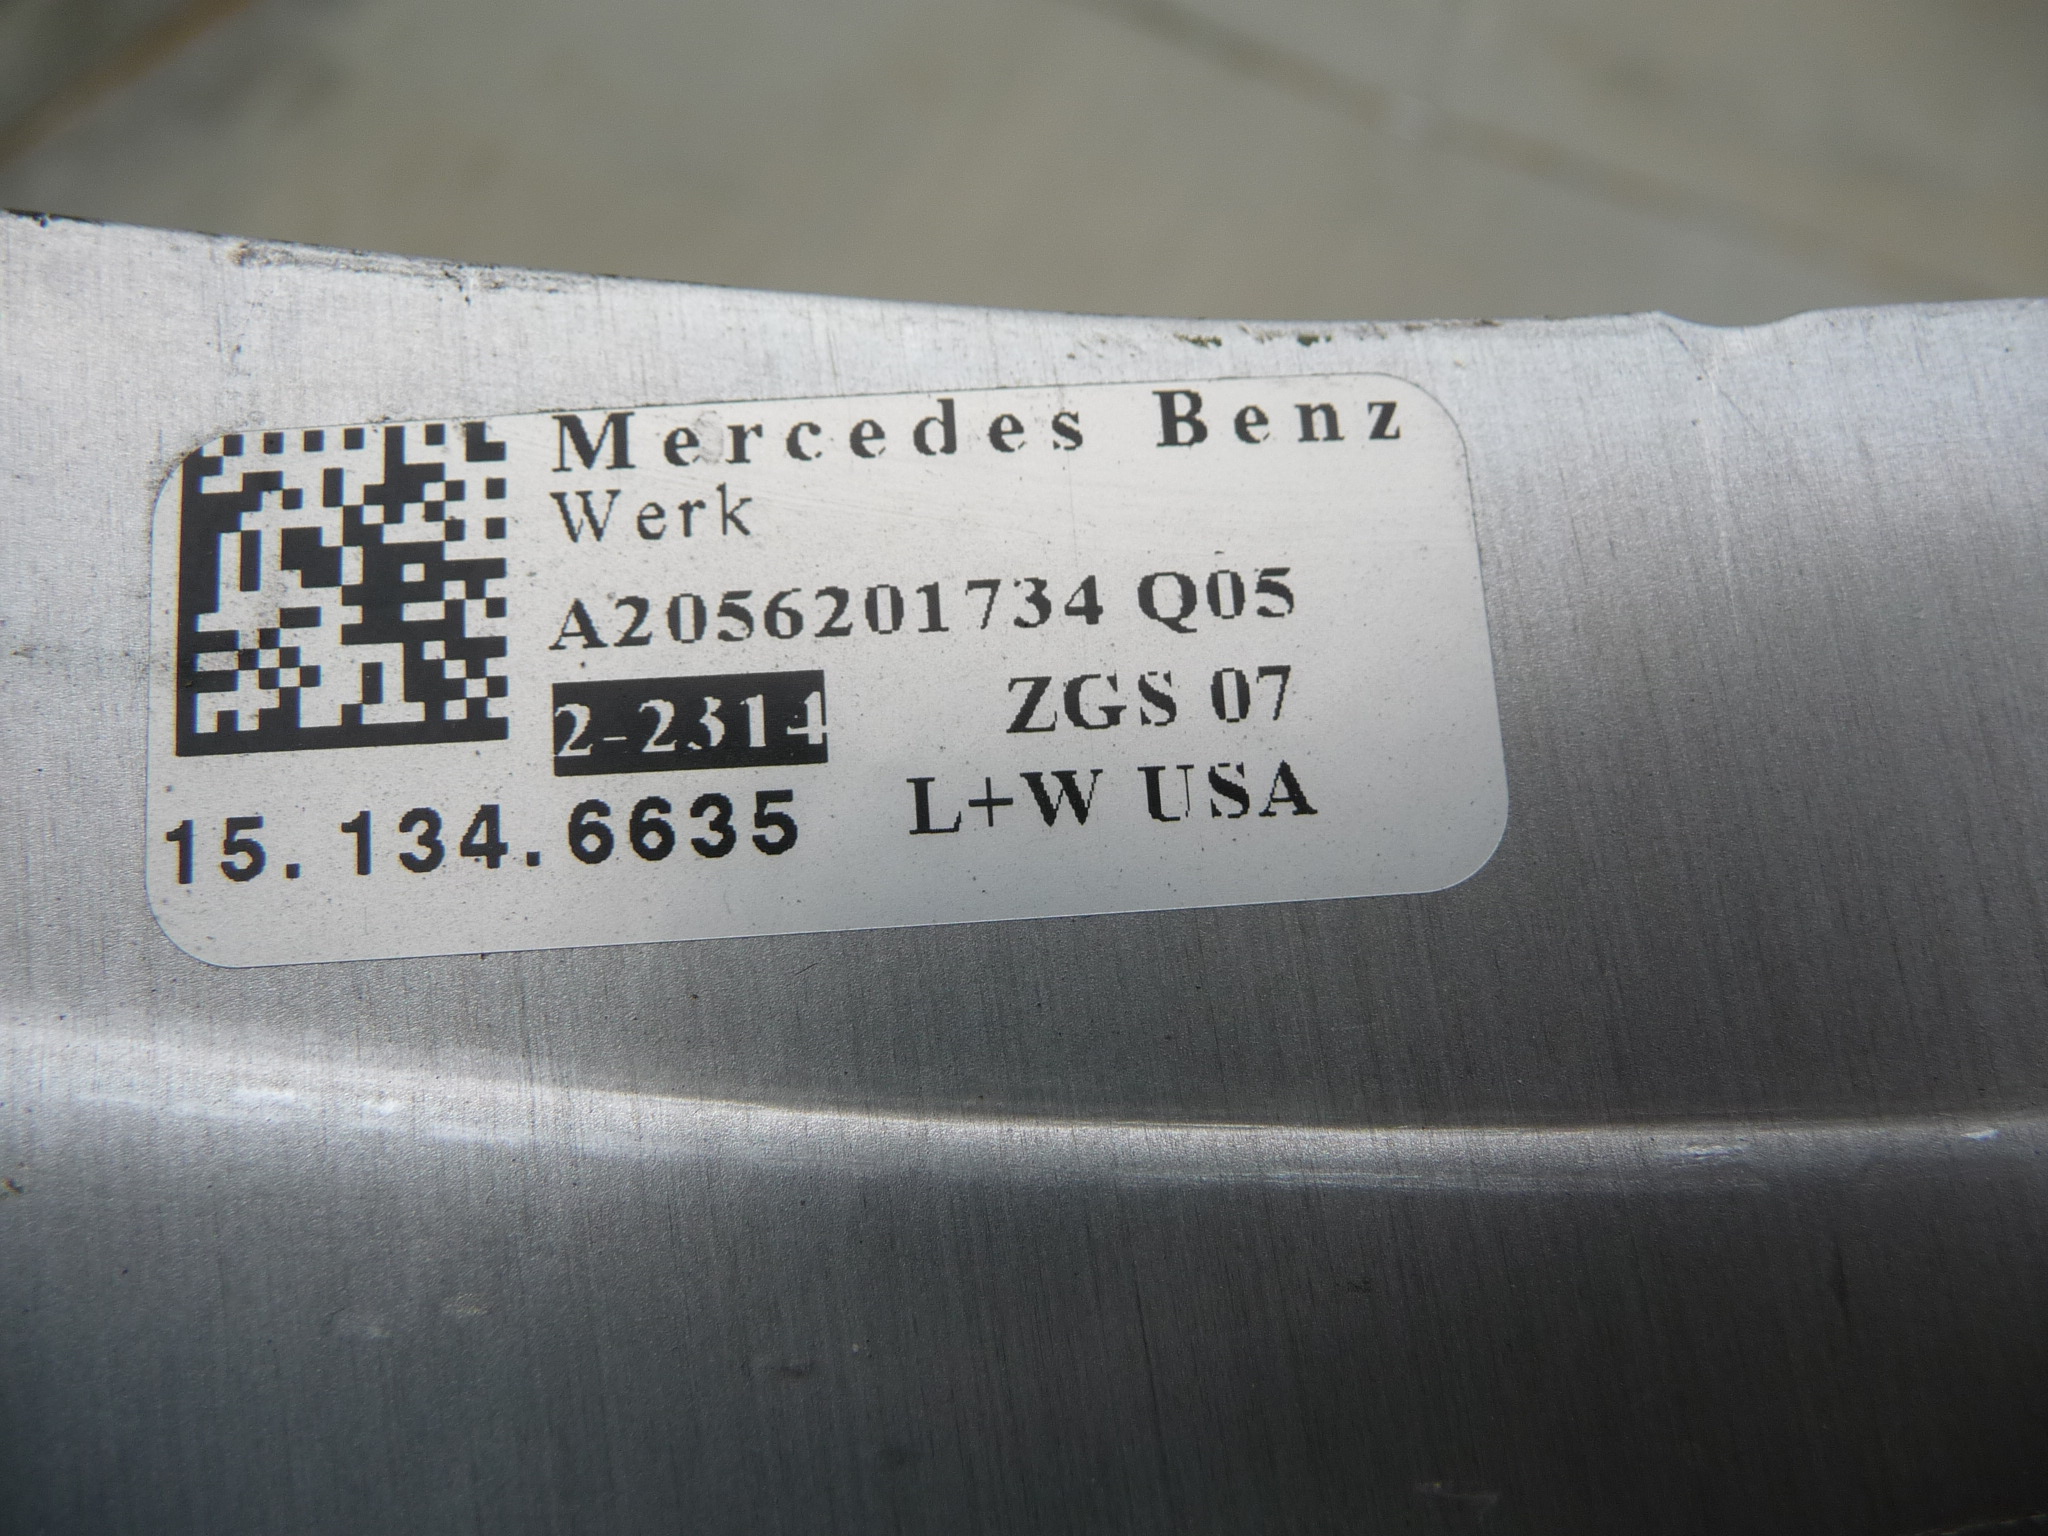 Mercedes Benz
Werk
A2056201734 Q05
2-2314 ZGS 07
15.134.6635 L+W USA